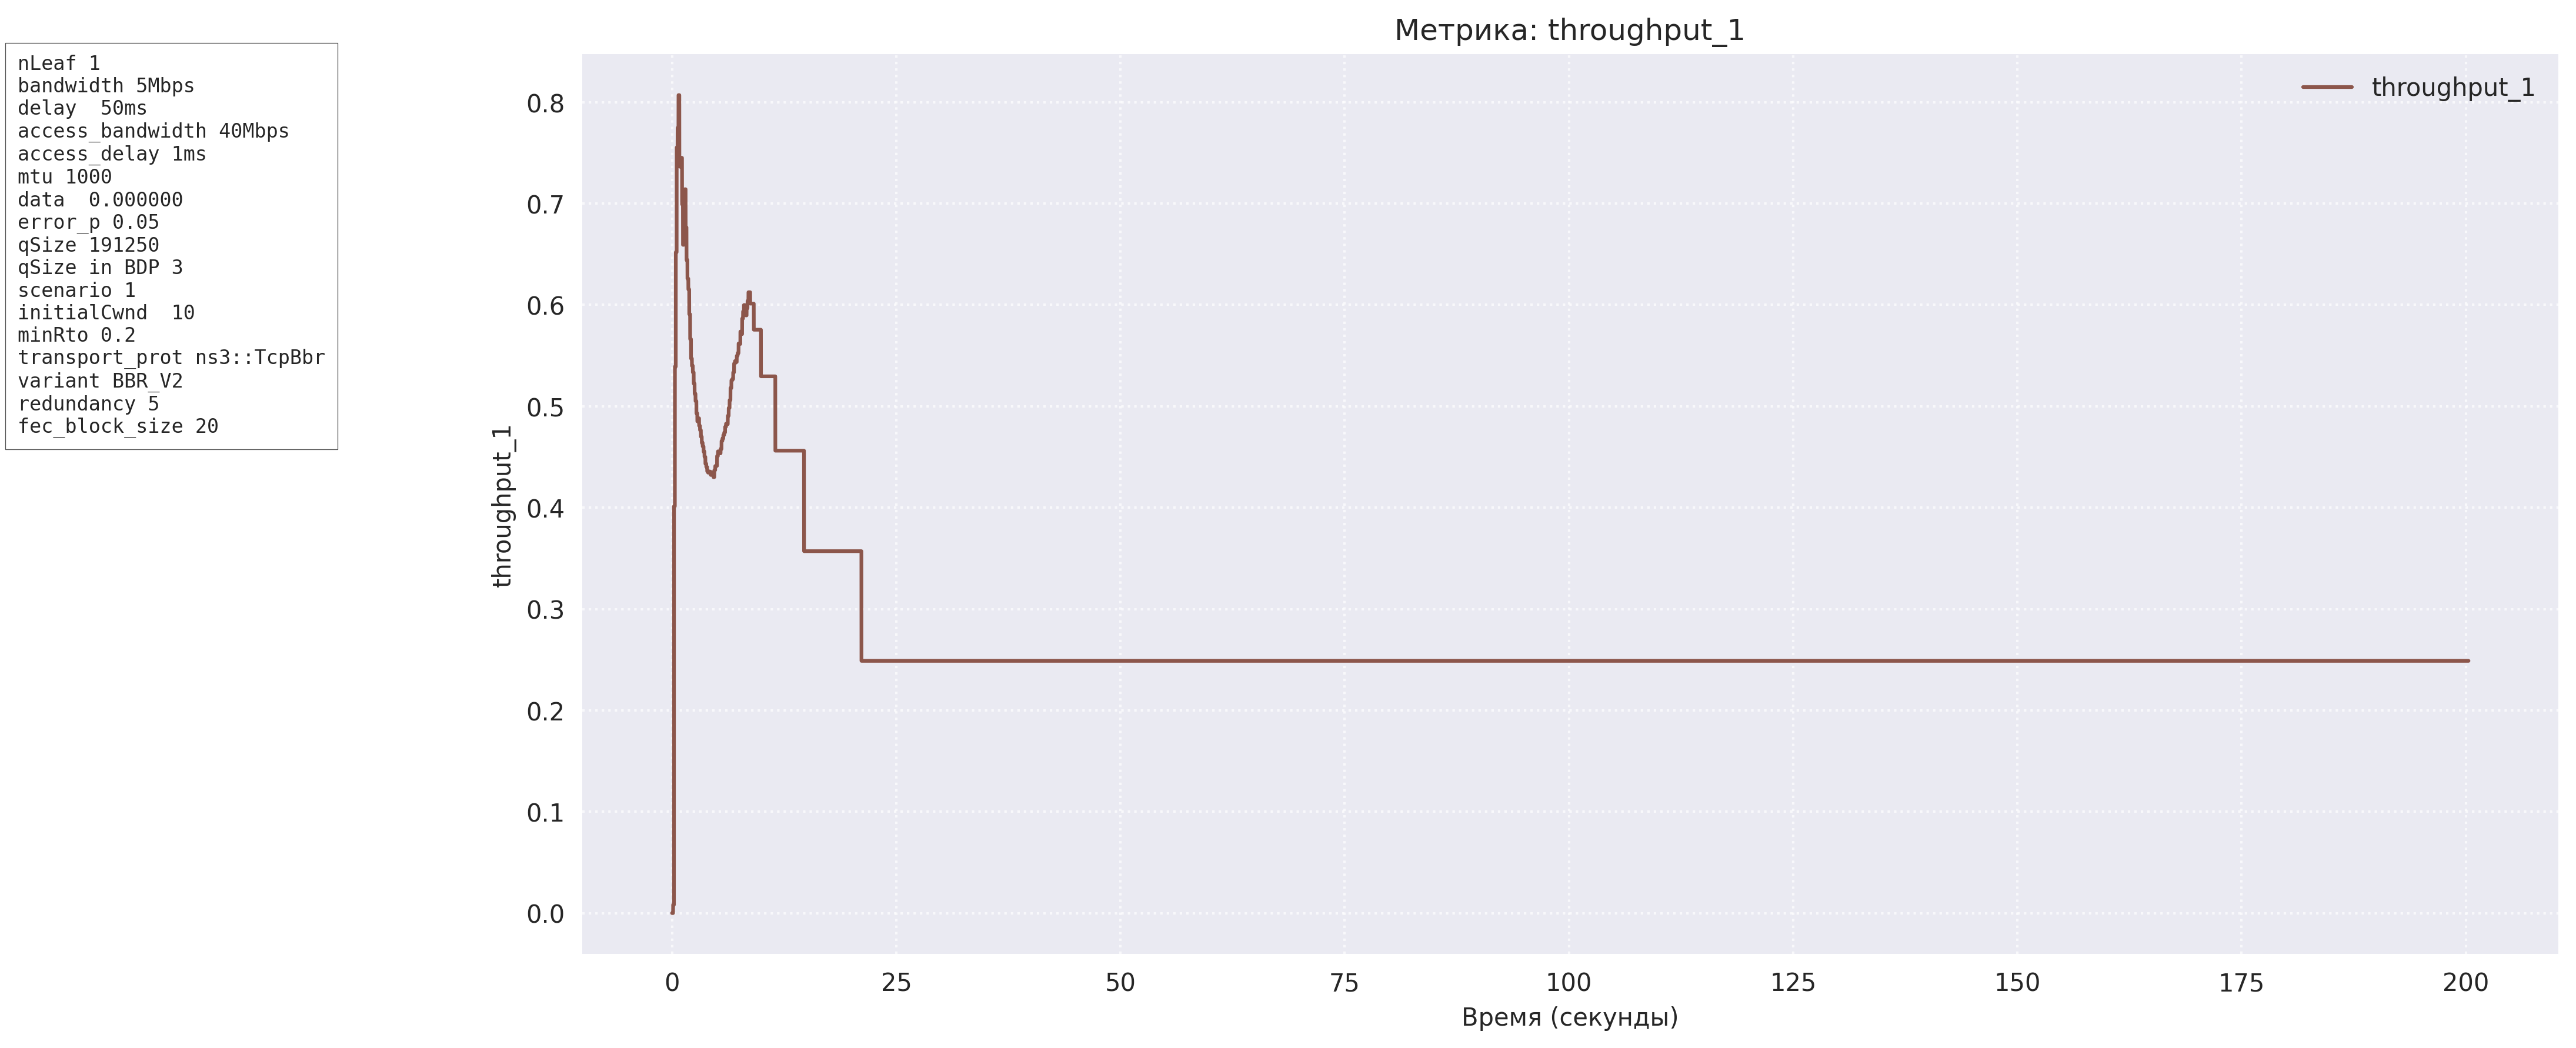 Метрика: throughput_1
nLeaf 1
bandwidth 5Mbps
delay  50ms
access_bandwidth 40Mbps
access_delay 1ms
mtu 1000
data  0.000000
error_p 0.05
qSize 191250
qSize in BDP 3
scenario 1
initialCwnd  10
minRto 0.2
transport_prot ns3::TcpBbr
variant BBR_V2
redundancy 5
fec_block_size 20
throughput_1
throughput_1
0.8
0.7
0.6
0.5
0.4
0.3
0.2
0.1
0.0
0 25 50 75 100 125 150 175 200
Время (секунды)